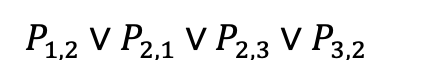 P₁,₂ ∨ P₂,₁ ∨ P₂,₃ ∨ P₃,₂